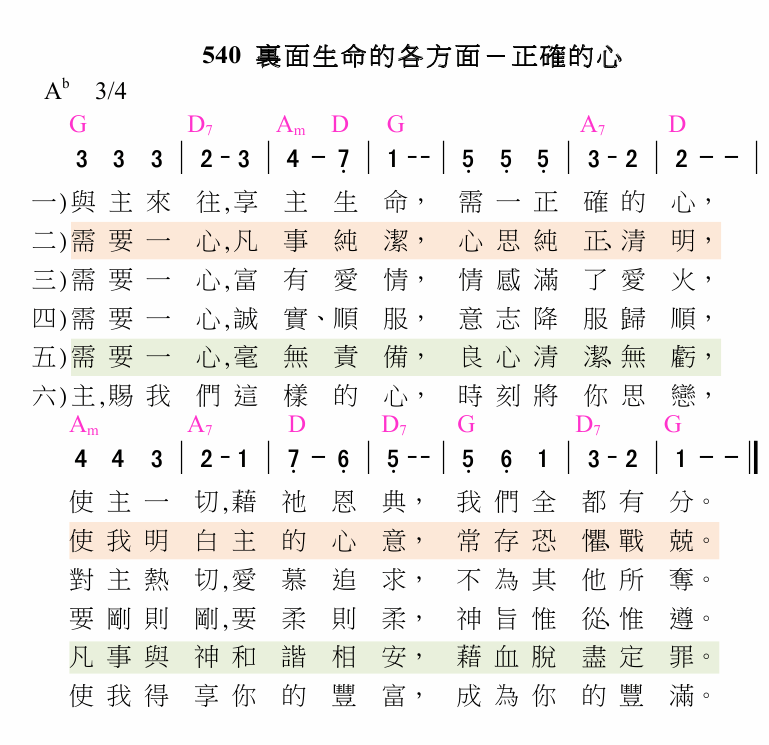 540 裏面生命的各方面－正確的心
Ab 3/4
G D7 Am D G A7 D
3 3 3 | 2 - 3 | 4 - 7̣ | 1 - - | 5̣ 5̣ 5̣ | 3 - 2 | 2 - - |
一)與主來往,享主生命，需一正確的心，
二)需要一心,凡事純潔，心思純正、清明，
三)需要一心,富有愛情，情感滿了愛火，
四)需要一心,誠實、順服，意志降服歸順，
五)需要一心,毫無責備，良心清潔、無虧，
六)主,賜我們這樣的心，時刻將你思戀，
Am A7 D D7 G D7 G
4 4 3 | 2 - 1 | 7̣ - 6̣ | 5̣ - - | 5̣ 6̣ 1 | 3 - 2 | 1 - - ‖
使主一切,藉祂恩典，我們全都有分。
使我明白主的心意，常存恐懼、戰兢。
對主熱切,愛慕追求，不為其他所奪。
要剛則剛,要柔則柔，神旨惟從、惟遵。
凡事與神和諧相安，藉血脫盡定罪。
使我得享你的豐富，成為你的豐滿。